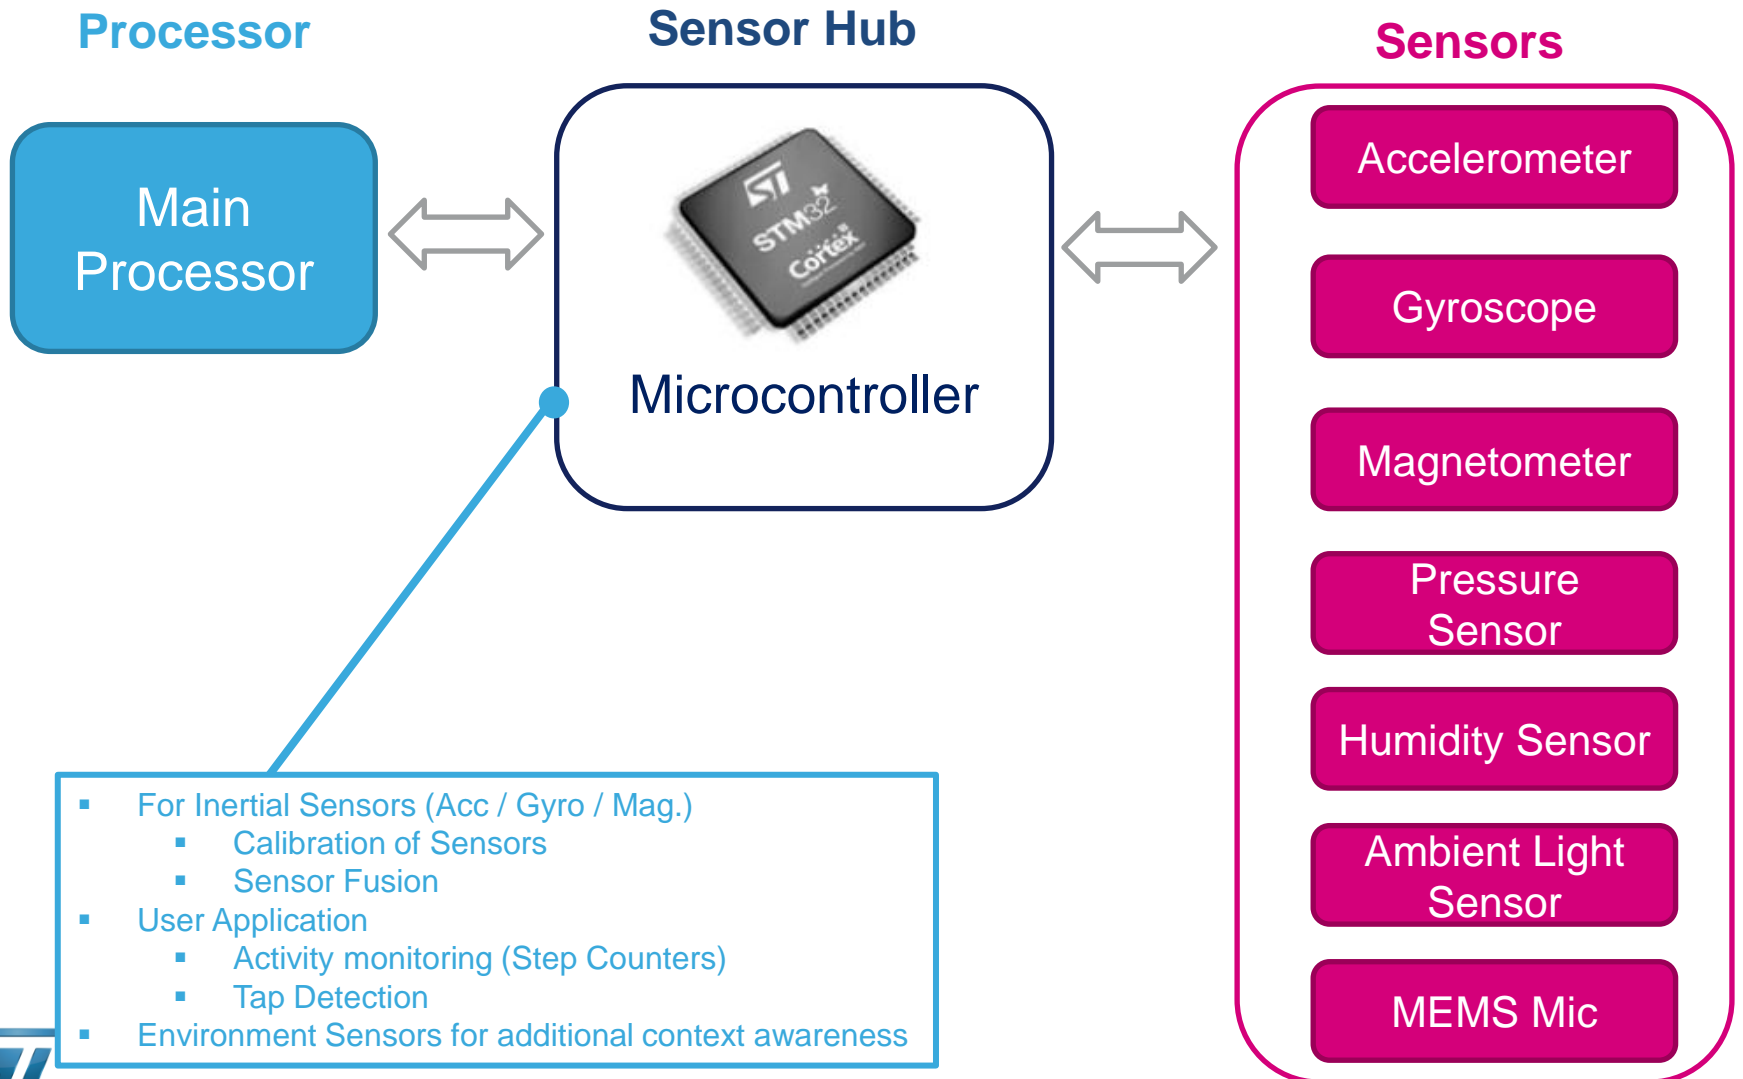 Processor
Sensor Hub
Sensors
Main
Processor
ST
STM32
Cortex
Microcontroller
Accelerometer
Gyroscope
Magnetometer
Pressure
Sensor
Humidity Sensor
Ambient Light
Sensor
MEMS Mic
▪ For Inertial Sensors (Acc / Gyro / Mag.)
▪ Calibration of Sensors
▪ Sensor Fusion
▪ User Application
▪ Activity monitoring (Step Counters)
▪ Tap Detection
▪ Environment Sensors for additional context awareness